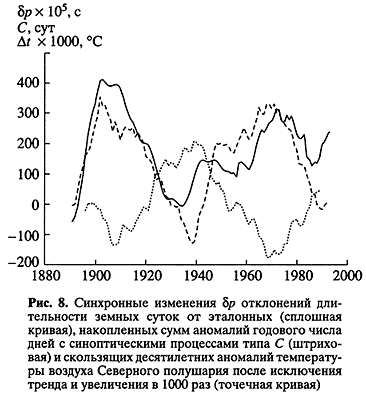 δp × 10⁵, с
C, сут
Δt × 1000, °C
400
300
200
100
0
−100
−200
1880 1900 1920 1940 1960 1980 2000
Рис. 8. Синхронные изменения δp отклонений дли-
тельности земных суток от эталонных (сплошная
кривая), накопленных сумм аномалий годового числа
дней с синоптическими процессами типа C (штрихо-
вая) и скользящих десятилетних аномалий температу-
ры воздуха Северного полушария после исключения
тренда и увеличения в 1000 раз (точечная кривая)